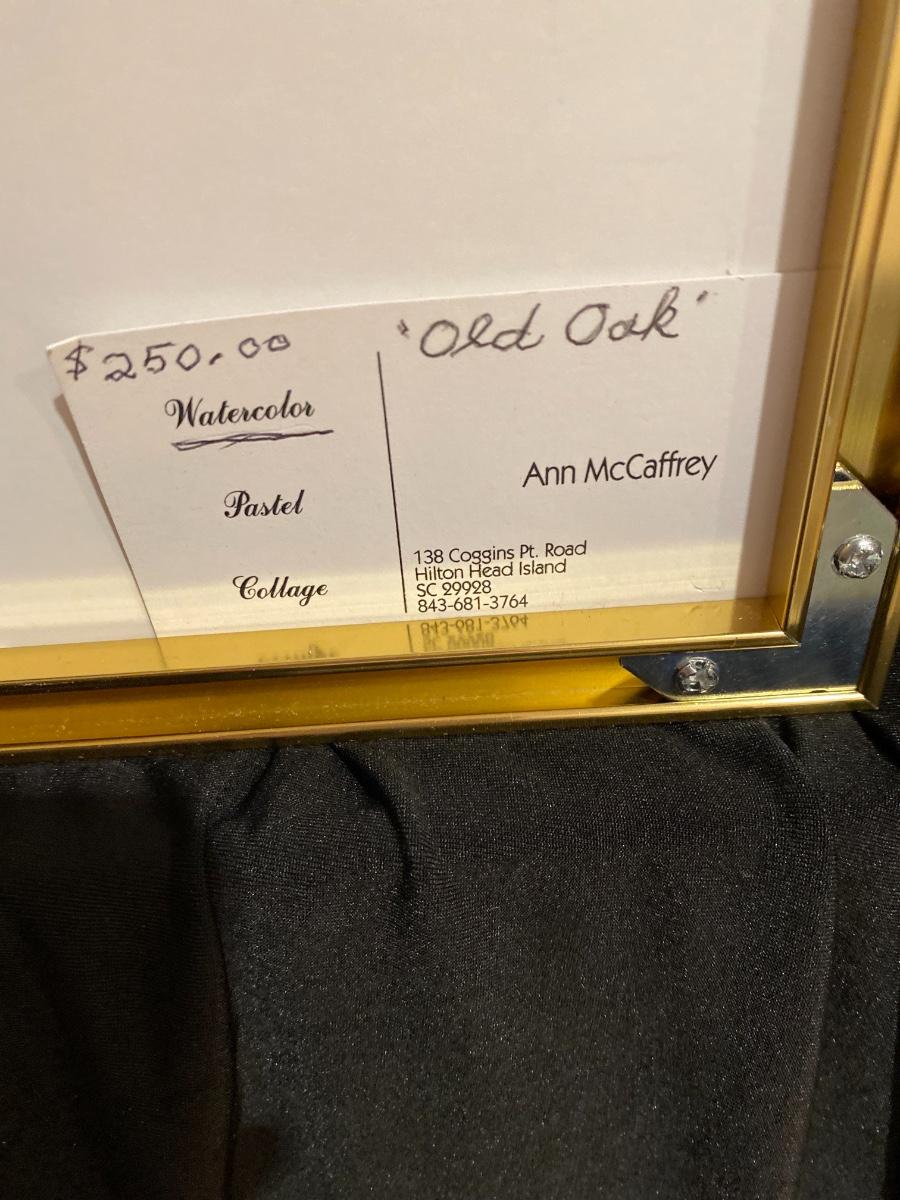 $250.00
Watercolor
Pastel
Collage
"Old Oak"
Ann McCaffrey
138 Coggins Pt. Road
Hilton Head Island
SC 29928
843-681-3764